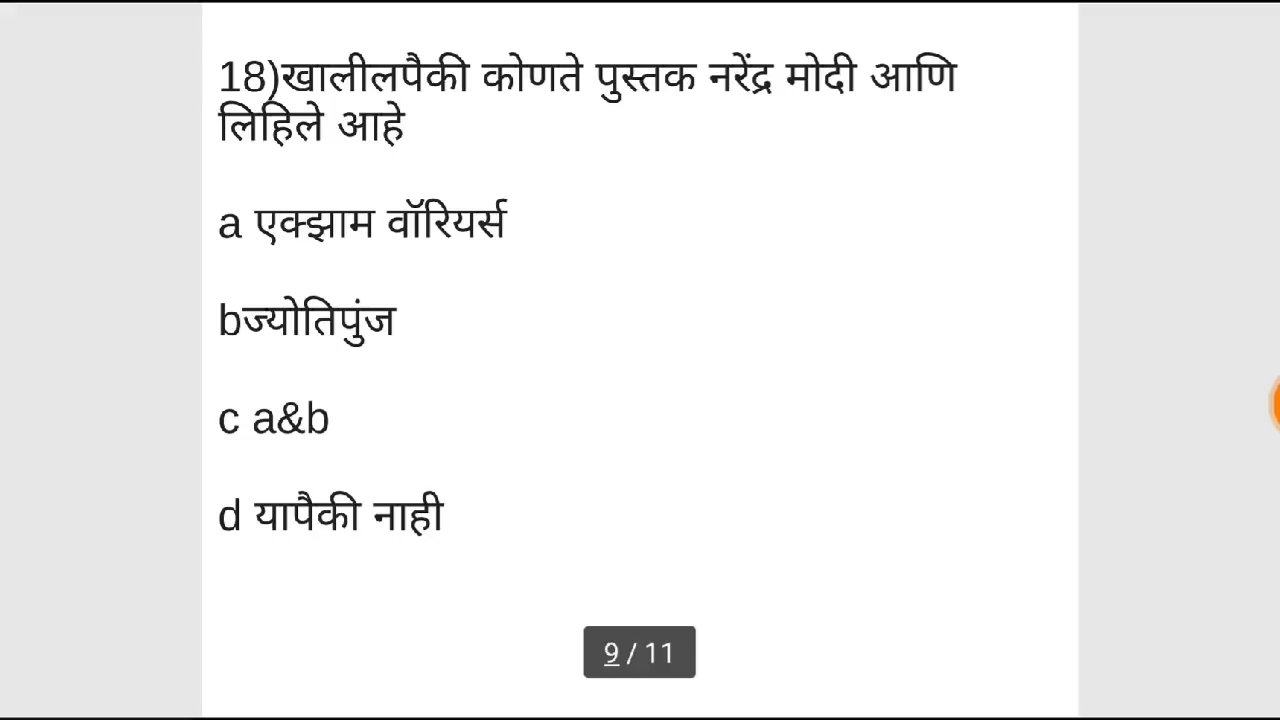 18)खालीलपैकी कोणते पुस्तक नरेंद्र मोदी आणि
लिहिले आहे
a एक्झाम वॉरियर्स
bज्योतिपुंज
c a&b
d यापैकी नाही
9 / 11